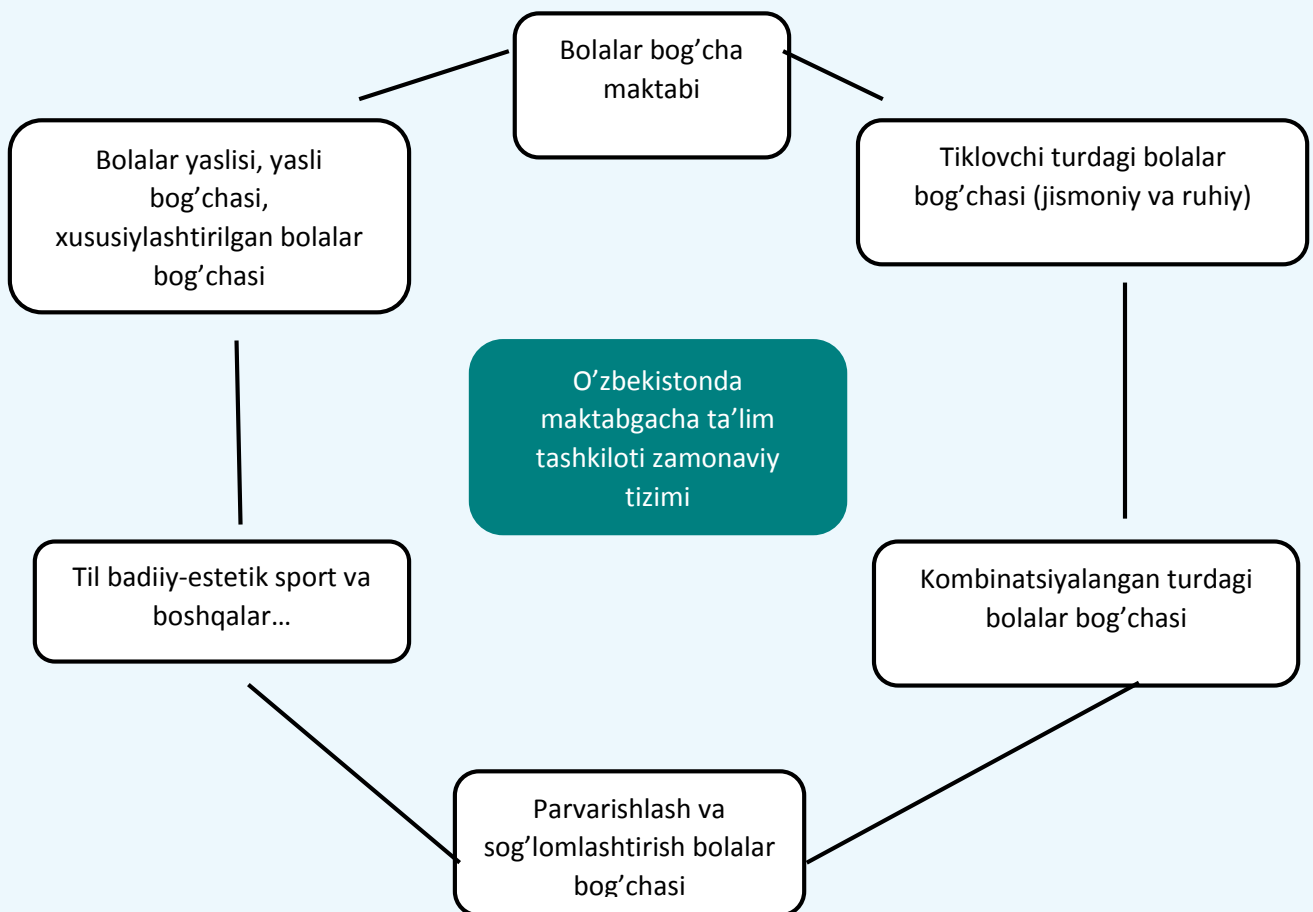 Bolalar bog’cha
maktabi
Bolalar yaslisi, yasli
bog’chasi,
xususiylashtirilgan bolalar
bog’chasi
Tiklovchi turdagi bolalar
bog’chasi (jismoniy va ruhiy)
O’zbekistonda
maktabgacha ta’lim
tashkiloti zamonaviy
tizimi
Til badiiy-estetik sport va
boshqalar…
Kombinatsiyalangan turdagi
bolalar bog’chasi
Parvarishlash va
sog’lomlashtirish bolalar
bog’chasi